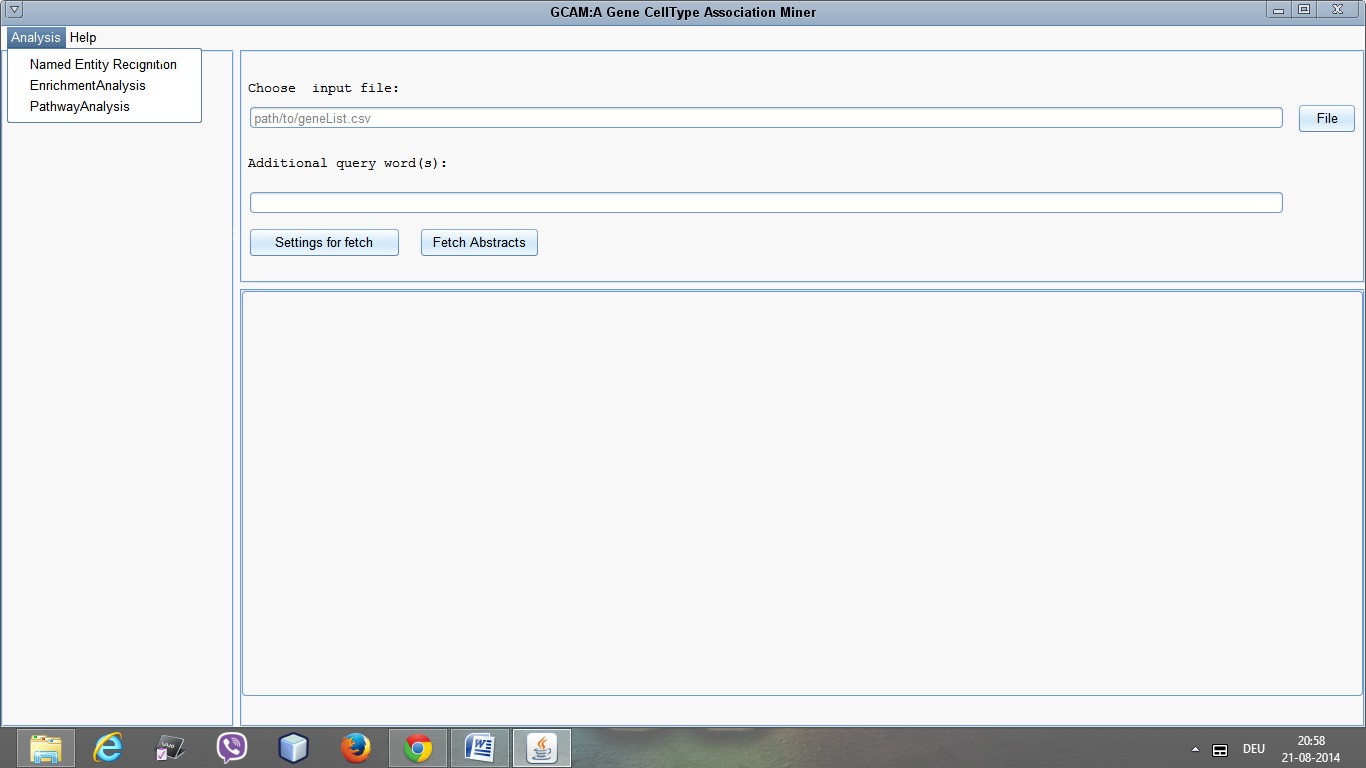 GCAM:A Gene CellType Association Miner
Analysis Help
Named Entity Recignition
EnrichmentAnalysis
PathwayAnalysis
Choose input file:
path/to/geneList.csv
File
Additional query word(s):
Settings for fetch
Fetch Abstracts
DEU
20:58
21-08-2014